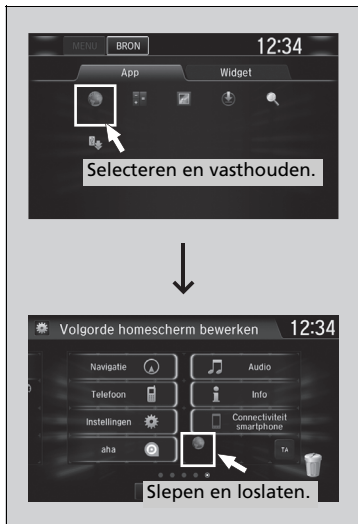 MENU BRON 12:34
App Widget
Selecteren en vasthouden.
Volgorde homescherm bewerken 12:34
Navigatie Audio
Telefoon Info
Instellingen Connectiviteit
smartphone
aha TA
Slepen en loslaten.